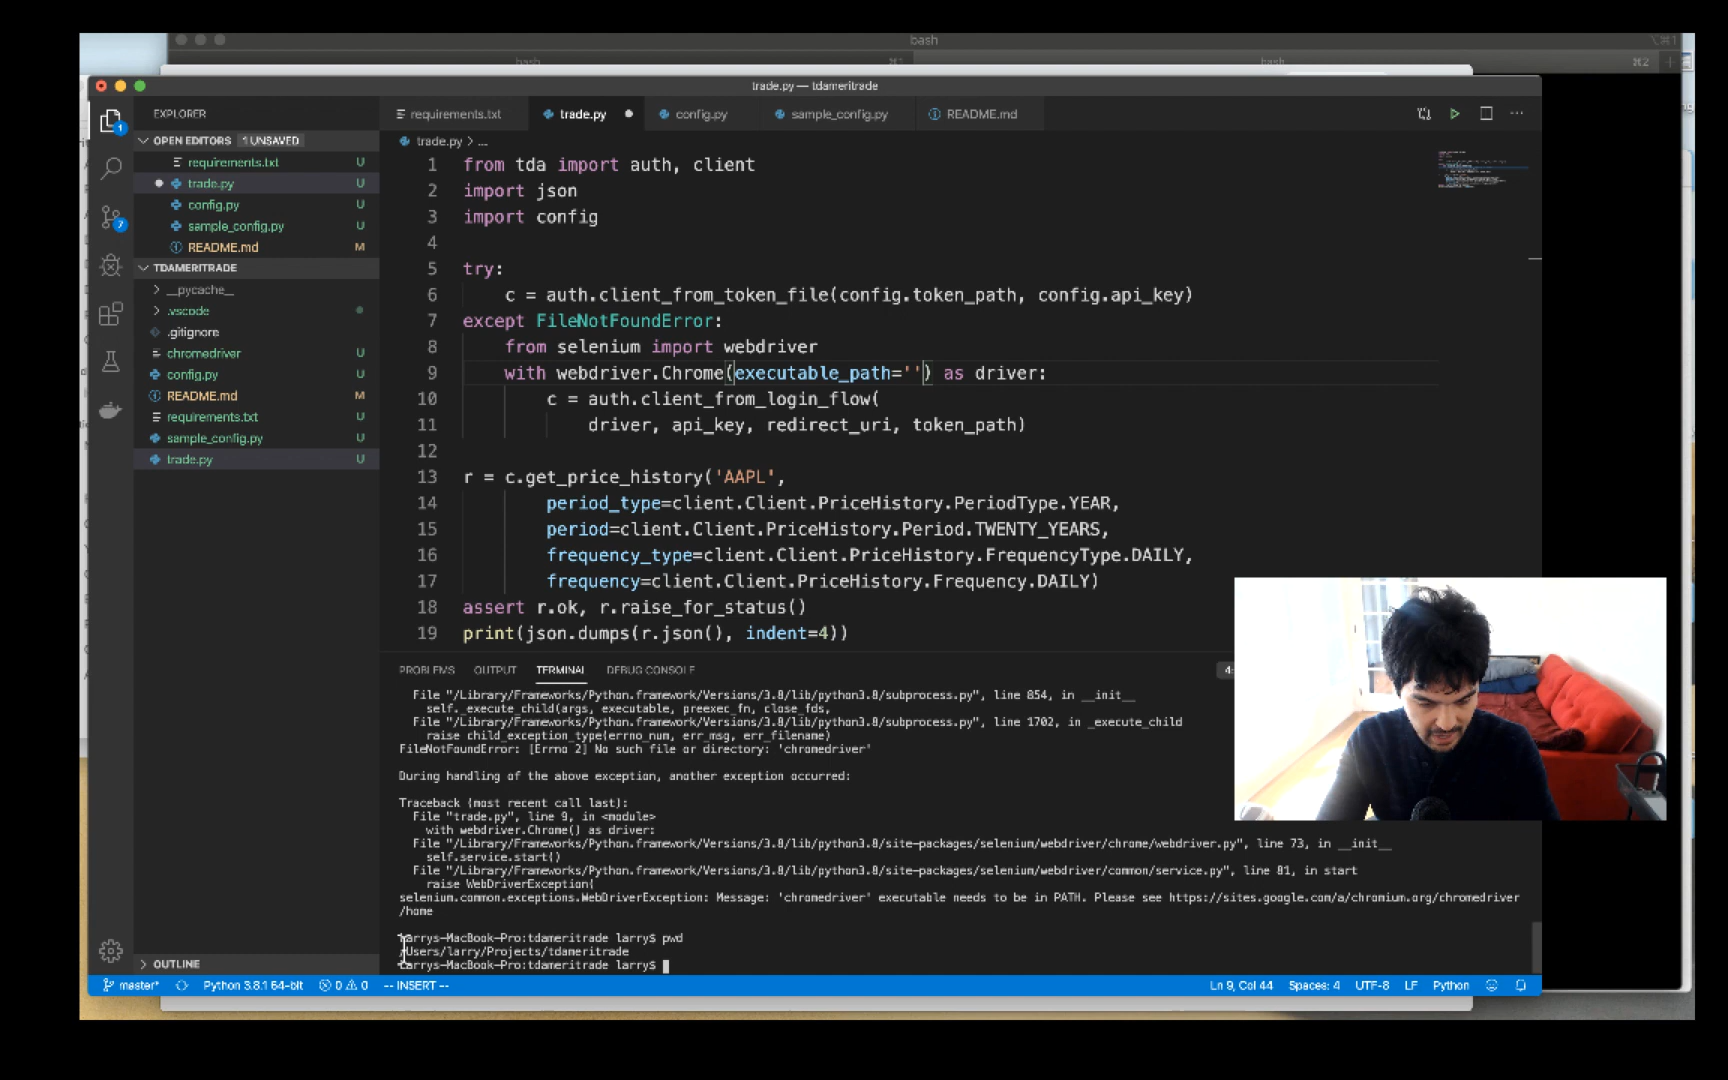 bash
bash
⌘1
bash
⌘2
trade.py — tdameritrade
EXPLORER
requirements.txt
trade.py
config.py
sample_config.py
README.md
OPEN EDITORS 1 UNSAVED
requirements.txt U
trade.py U
config.py U
sample_config.py U
README.md M
TDAMERITRADE
__pycache__
.vscode
.gitignore
chromedriver U
config.py U
README.md M
requirements.txt U
sample_config.py U
trade.py U
OUTLINE
1
7
trade.py > ...
1 from tda import auth, client
2 import json
3 import config
4
5 try:
6 c = auth.client_from_token_file(config.token_path, config.api_key)
7 except FileNotFoundError:
8 from selenium import webdriver
9 with webdriver.Chrome(executable_path='') as driver:
10 c = auth.client_from_login_flow(
11 driver, api_key, redirect_uri, token_path)
12
13 r = c.get_price_history('AAPL',
14 period_type=client.Client.PriceHistory.PeriodType.YEAR,
15 period=client.Client.PriceHistory.Period.TWENTY_YEARS,
16 frequency_type=client.Client.PriceHistory.FrequencyType.DAILY,
17 frequency=client.Client.PriceHistory.Frequency.DAILY)
18 assert r.ok, r.raise_for_status()
19 print(json.dumps(r.json(), indent=4))
PROBLEMS OUTPUT TERMINAL DEBUG CONSOLE
4:
File "/Library/Frameworks/Python.framework/Versions/3.8/lib/python3.8/subprocess.py", line 854, in __init__
self._execute_child(args, executable, preexec_fn, close_fds,
File "/Library/Frameworks/Python.framework/Versions/3.8/lib/python3.8/subprocess.py", line 1702, in _execute_child
raise child_exception_type(errno_num, err_msg, err_filename)
FileNotFoundError: [Errno 2] No such file or directory: 'chromedriver'
During handling of the above exception, another exception occurred:
Traceback (most recent call last):
File "trade.py", line 9, in <module>
with webdriver.Chrome() as driver:
File "/Library/Frameworks/Python.framework/Versions/3.8/lib/python3.8/site-packages/selenium/webdriver/chrome/webdriver.py", line 73, in __init__
self.service.start()
File "/Library/Frameworks/Python.framework/Versions/3.8/lib/python3.8/site-packages/selenium/webdriver/common/service.py", line 81, in start
raise WebDriverException(
selenium.common.exceptions.WebDriverException: Message: 'chromedriver' executable needs to be in PATH. Please see https://sites.google.com/a/chromium.org/chromedriver
/home
Larrys-MacBook-Pro:tdameritrade larry$ pwd
/Users/larry/Projects/tdameritrade
Larrys-MacBook-Pro:tdameritrade larry$
master* Python 3.8.1 64-bit 0 0 -- INSERT -- Ln 9, Col 44 Spaces: 4 UTF-8 LF Python